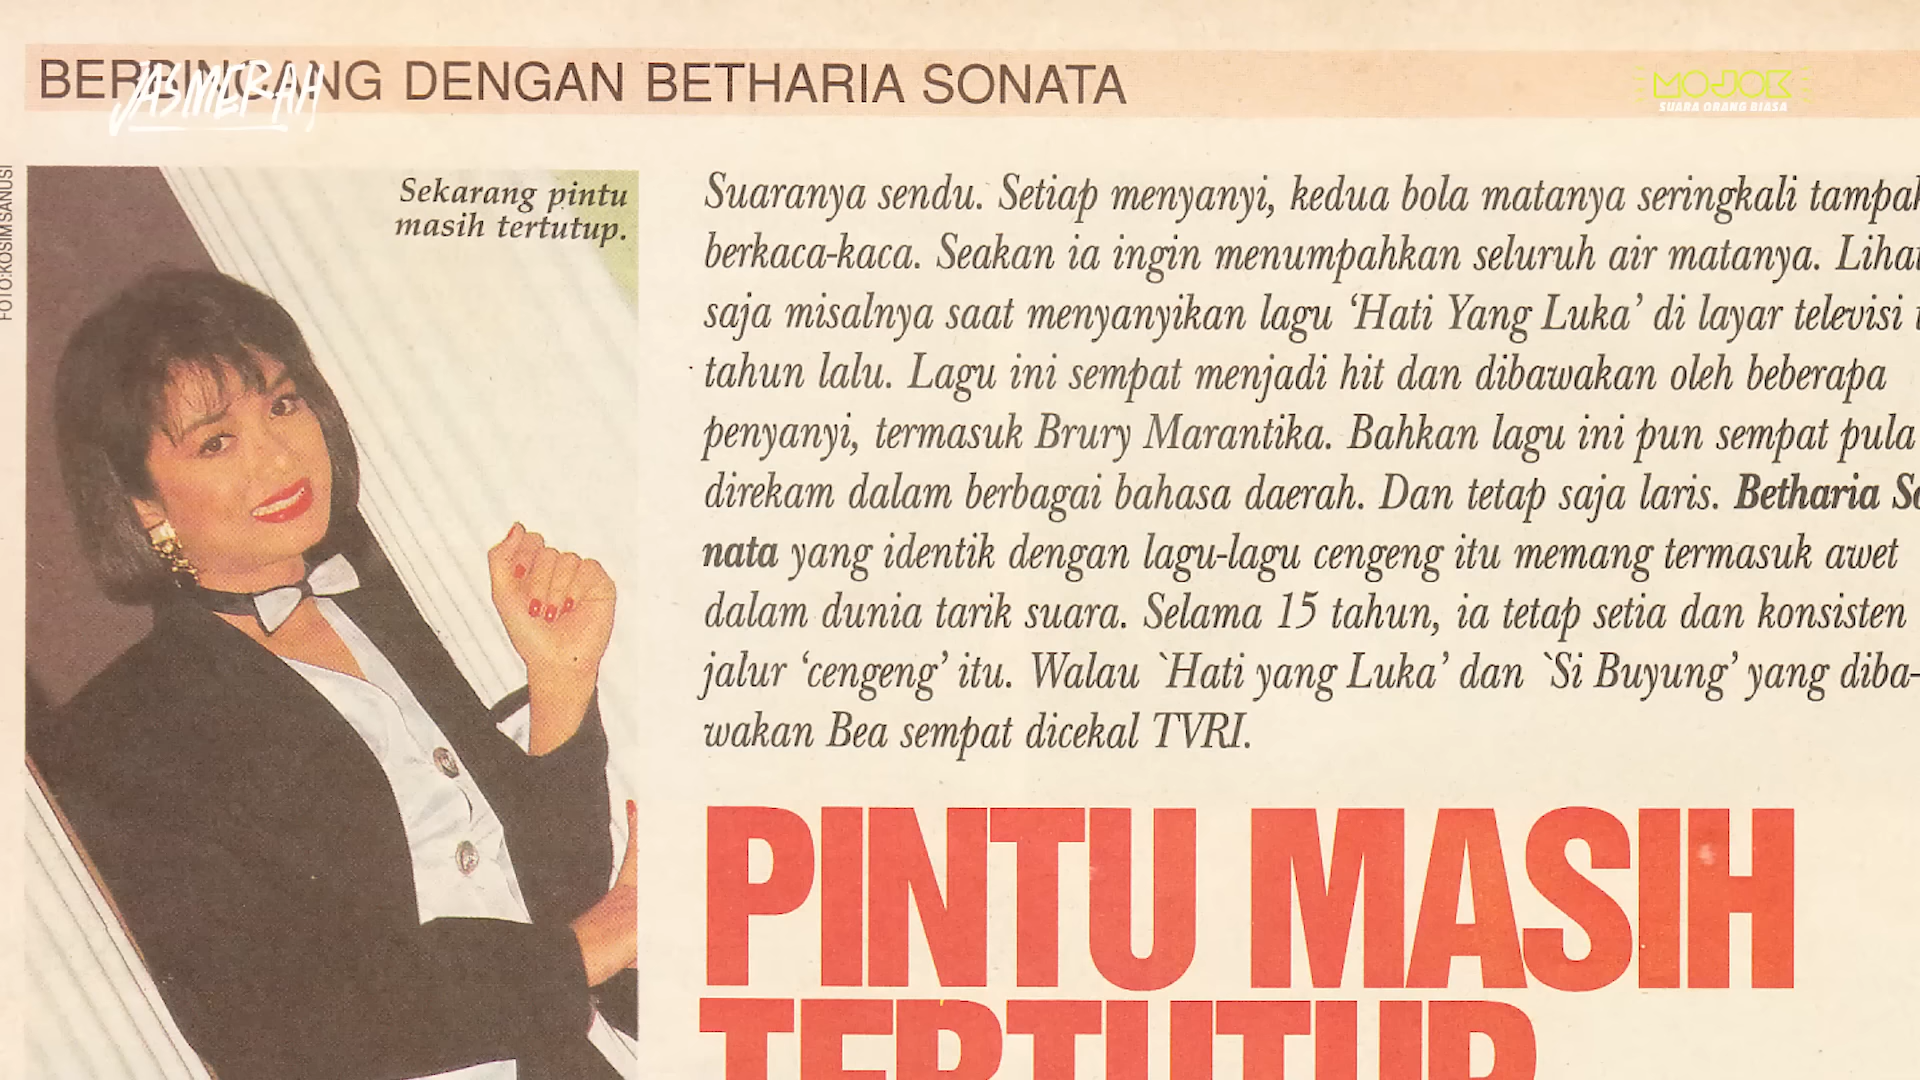 BERBINCANG DENGAN BETHARIA SONATA
JASMERAH
MOJOK
SUARA ORANG BIASA
FOTO:KOSIM SANUSI
Sekarang pintu
masih tertutup.
Suaranya sendu. Setiap menyanyi, kedua bola matanya seringkali tampak
berkaca-kaca. Seakan ia ingin menumpahkan seluruh air matanya. Lihat
saja misalnya saat menyanyikan lagu ‘Hati Yang Luka’ di layar televisi
tahun lalu. Lagu ini sempat menjadi hit dan dibawakan oleh beberapa
penyanyi, termasuk Brury Marantika. Bahkan lagu ini pun sempat pula
direkam dalam berbagai bahasa daerah. Dan tetap saja laris. Betharia So
nata yang identik dengan lagu-lagu cengeng itu memang termasuk awet
dalam dunia tarik suara. Selama 15 tahun, ia tetap setia dan konsisten
jalur ‘cengeng’ itu. Walau `Hati yang Luka’ dan `Si Buyung’ yang diba-
wakan Bea sempat dicekal TVRI.
PINTU MASIH
TERTUTUP